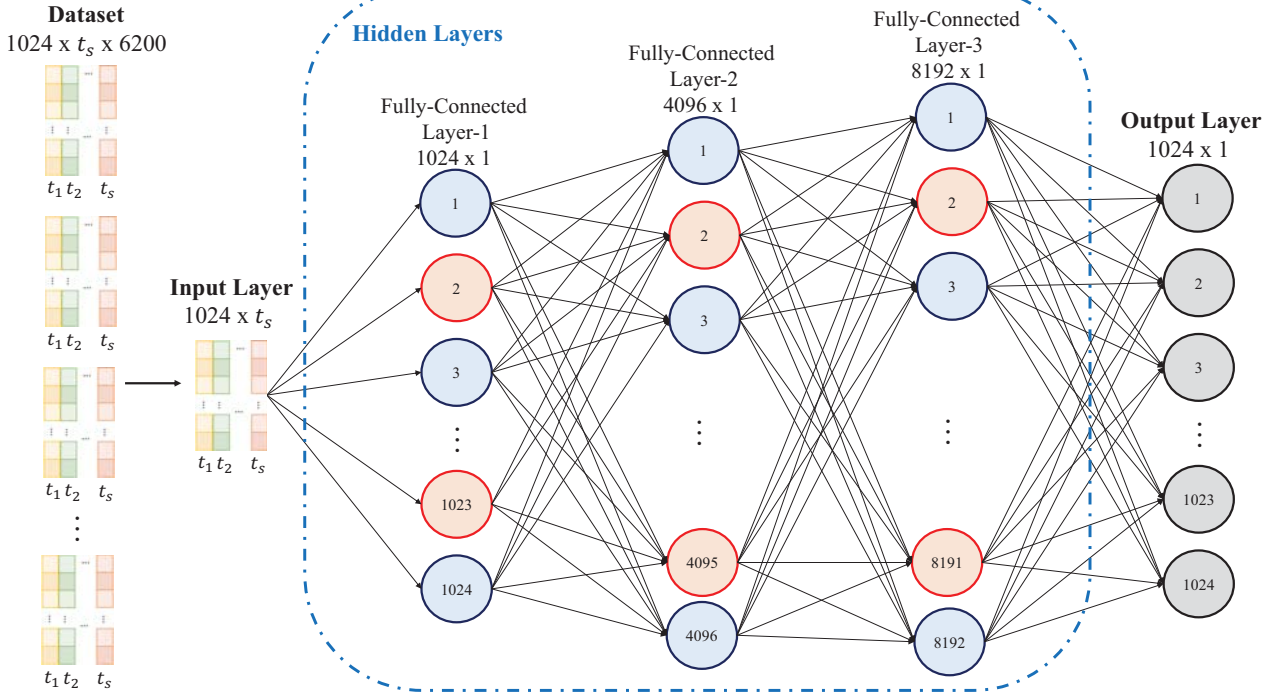 Dataset
1024 x t_s x 6200
⋯
⋮ ⋮ ⋯ ⋮
t_1 t_2 t_s
⋯
⋮ ⋮ ⋯ ⋮
t_1 t_2 t_s
⋯
⋮ ⋮ ⋯ ⋮
t_1 t_2 t_s
⋮
⋯
⋮ ⋮ ⋯ ⋮
t_1 t_2 t_s
Input Layer
1024 x t_s
⋯
⋮ ⋮ ⋯ ⋮
t_1 t_2 t_s
Hidden Layers
Fully-Connected
Layer-1
1024 x 1
1
2
3
⋮
1023
1024
Fully-Connected
Layer-2
4096 x 1
1
2
3
⋮
4095
4096
Fully-Connected
Layer-3
8192 x 1
1
2
3
⋮
8191
8192
Output Layer
1024 x 1
1
2
3
⋮
1023
1024